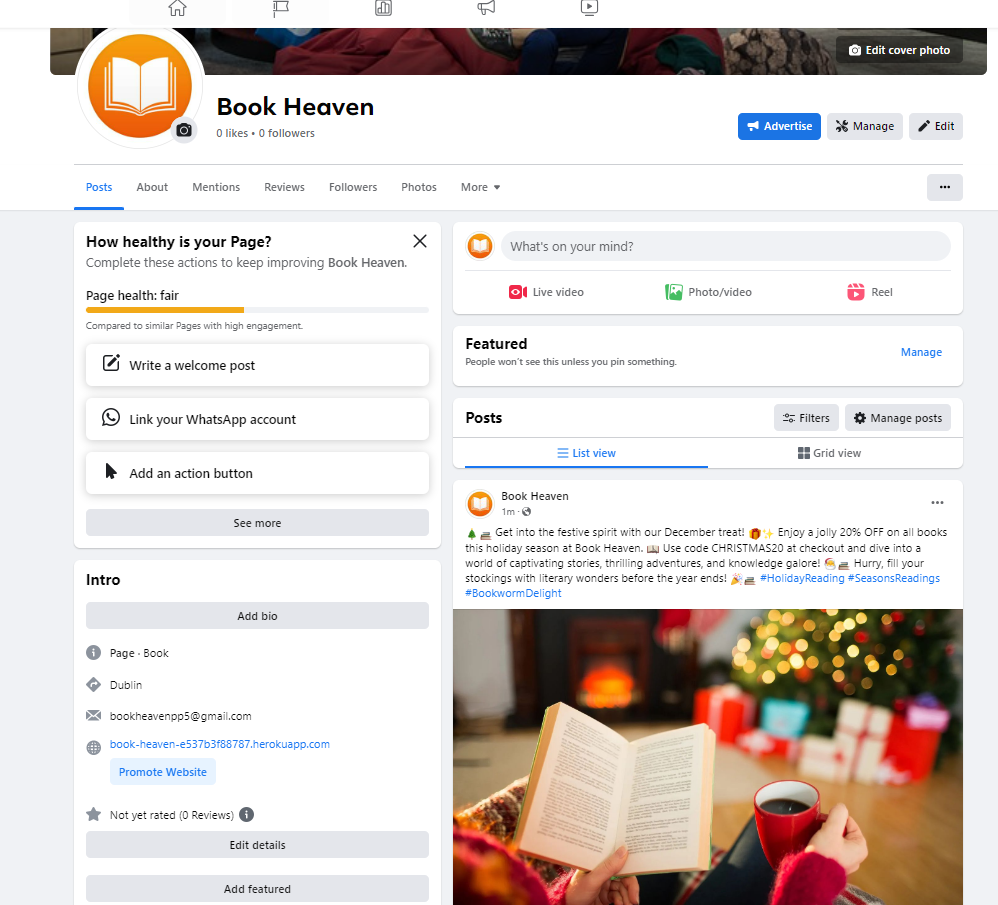 Edit cover photo
Book Heaven
0 likes • 0 followers
Advertise
Manage
Edit
Posts
About
Mentions
Reviews
Followers
Photos
More
How healthy is your Page?
Complete these actions to keep improving Book Heaven.
Page health: fair
Compared to similar Pages with high engagement.
Write a welcome post
Link your WhatsApp account
Add an action button
See more
Intro
Add bio
Page · Book
Dublin
bookheavenpp5@gmail.com
book-heaven-e537b3f88787.herokuapp.com
Promote Website
Not yet rated (0 Reviews)
Edit details
Add featured
What's on your mind?
Live video
Photo/video
Reel
Featured
People won't see this unless you pin something.
Manage
Posts
Filters
Manage posts
List view
Grid view
Book Heaven
1m ·
🎄📚 Get into the festive spirit with our December treat! 🎁✨ Enjoy a jolly 20% OFF on all books
this holiday season at Book Heaven. 📖 Use code CHRISTMAS20 at checkout and dive into a
world of captivating stories, thrilling adventures, and knowledge galore! 🎅📚 Hurry, fill your
stockings with literary wonders before the year ends! 🎉📚 #HolidayReading #SeasonsReadings
#BookwormDelight